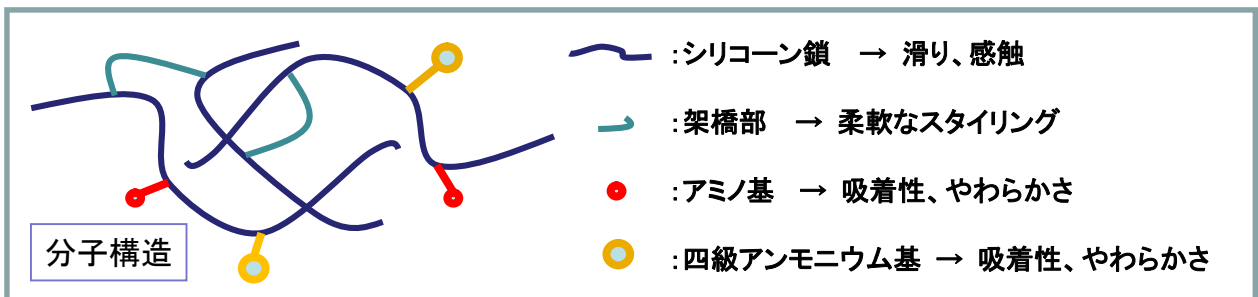 :シリコーン鎖 → 滑り、感触
:架橋部 → 柔軟なスタイリング
:アミノ基 → 吸着性、やわらかさ
:四級アンモニウム基 → 吸着性、やわらかさ
分子構造